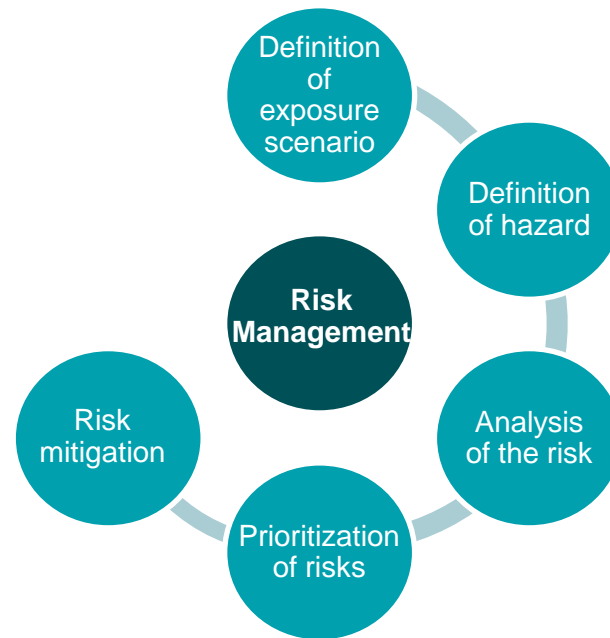 Definition
of
exposure
scenario
Definition
of hazard
Risk
Management
Analysis
of the risk
Risk
mitigation
Prioritization
of risks